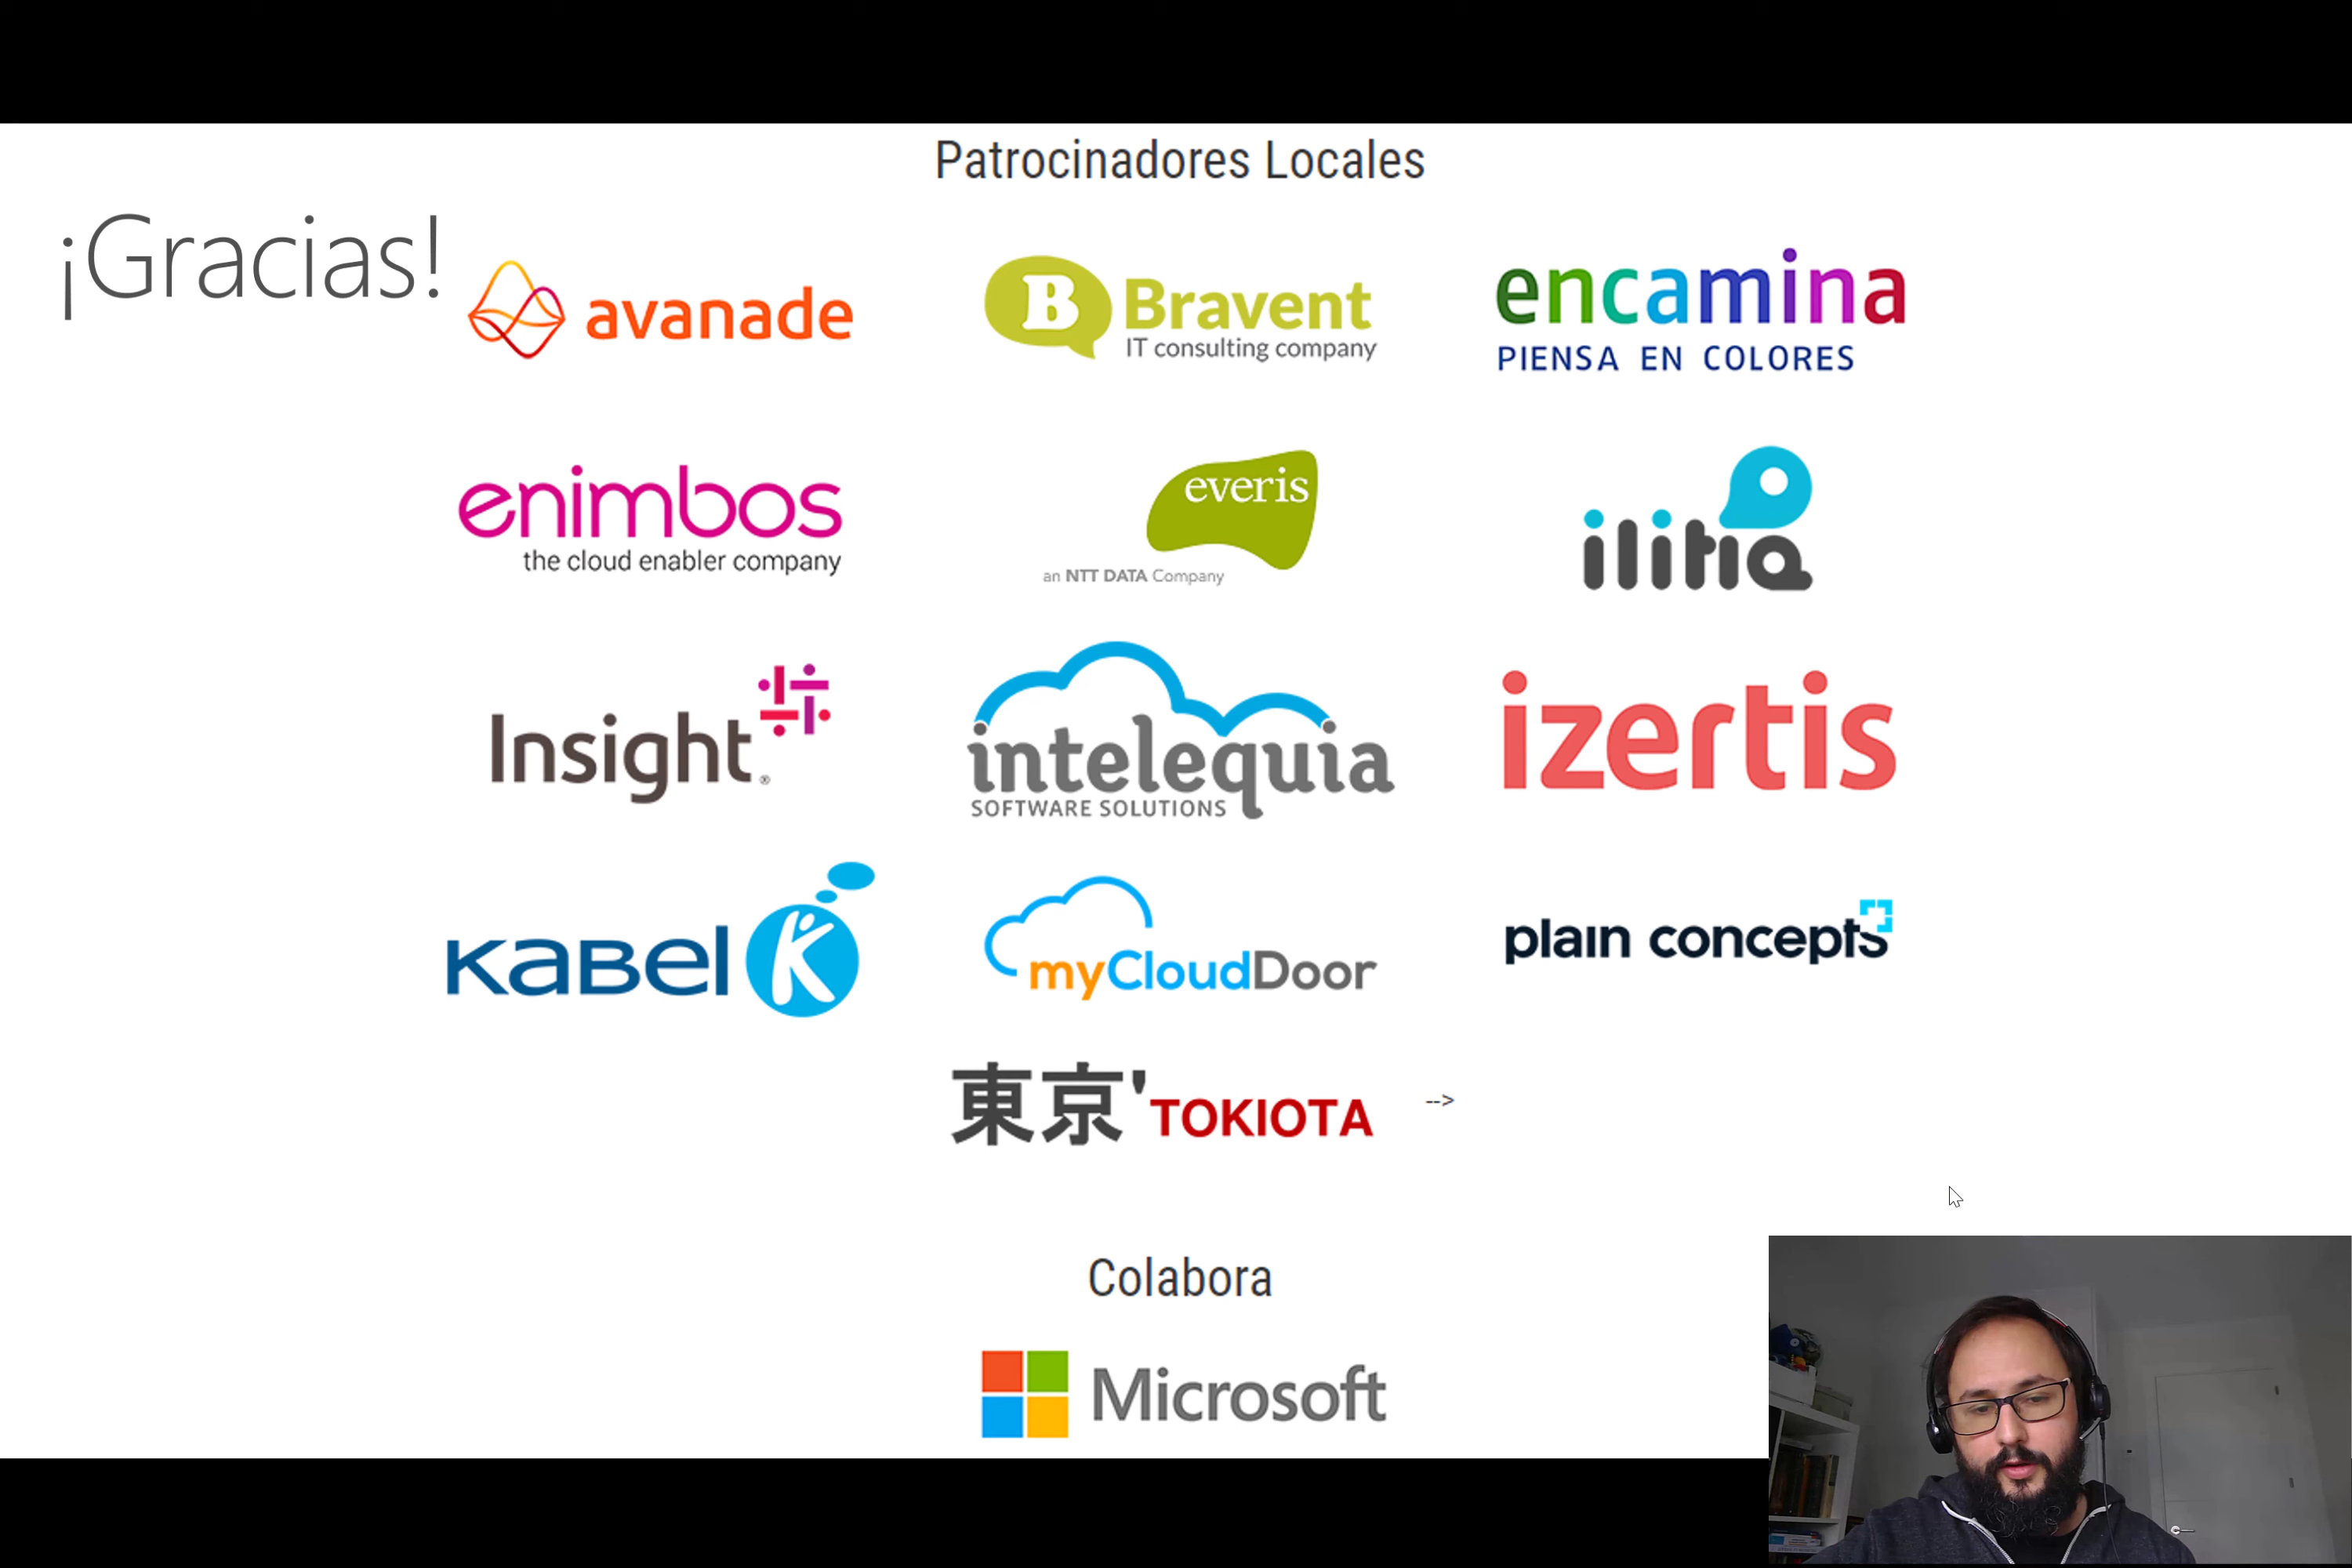 Patrocinadores Locales
¡Gracias!
avanade
B Bravent
IT consulting company
encamina
PIENSA EN COLORES
enimbos
the cloud enabler company
everis
an NTT DATA Company
ilitia
Insight®
intelequia
SOFTWARE SOLUTIONS
izertis
KaBel K
myCloudDoor
plain concepts
東京'TOKIOTA
-->
Colabora
Microsoft